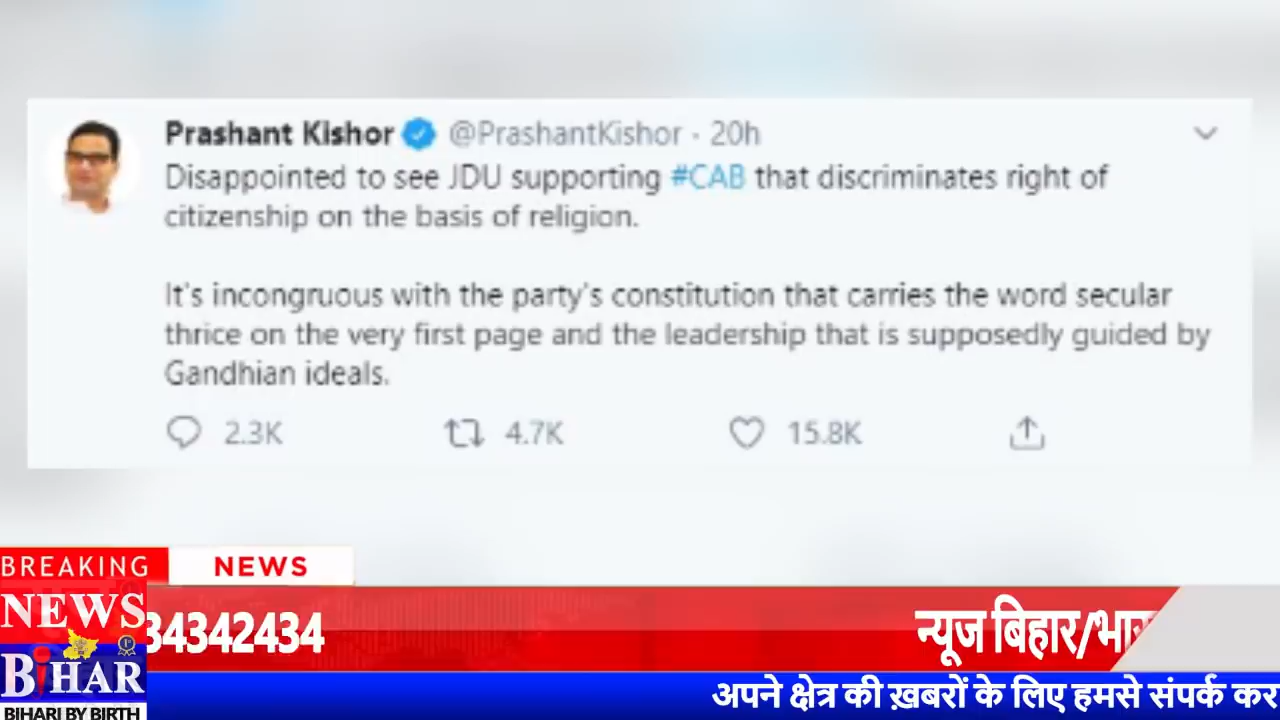 Prashant Kishor @PrashantKishor · 20h
Disappointed to see JDU supporting #CAB that discriminates right of
citizenship on the basis of religion.
It's incongruous with the party's constitution that carries the word secular
thrice on the very first page and the leadership that is supposedly guided by
Gandhian ideals.
2.3K 4.7K 15.8K
BREAKING NEWS
NEWS
34342434 न्यूज बिहार/
BIHAR
अपने क्षेत्र की ख़बरों के लिए हमसे संपर्क कर
BIHARI BY BIRTH